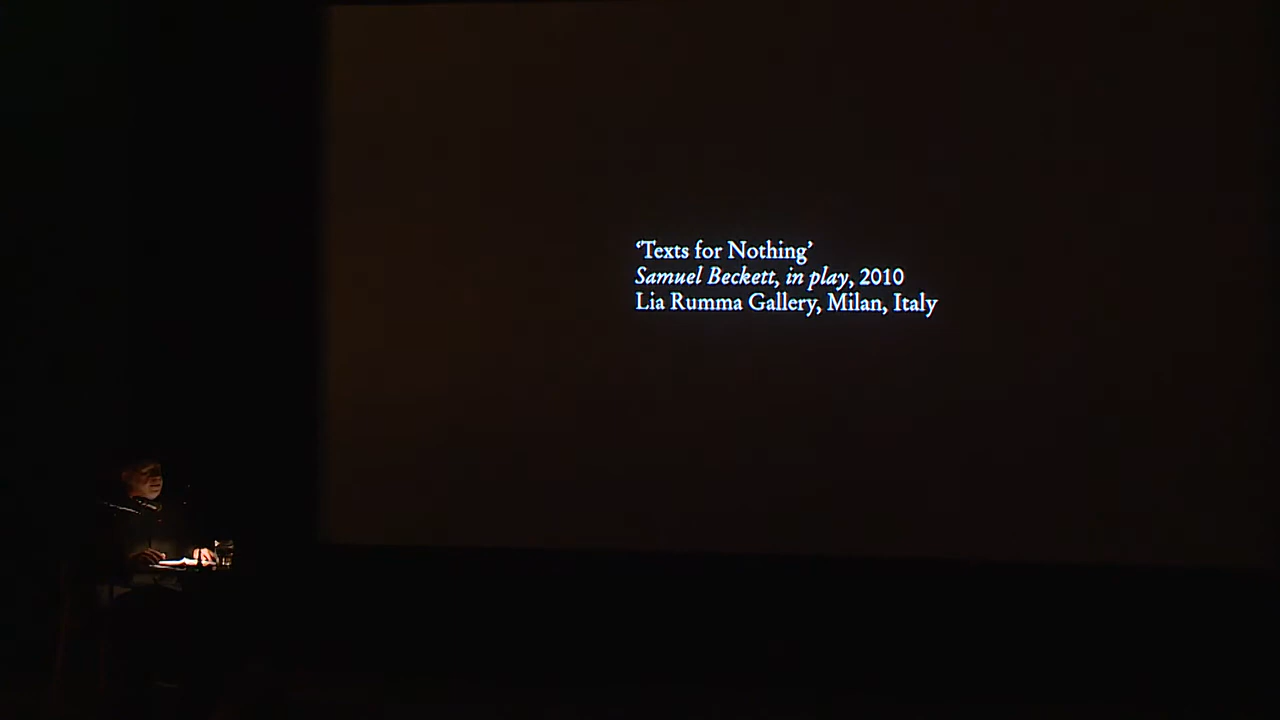 ‘Texts for Nothing’
Samuel Beckett, in play, 2010
Lia Rumma Gallery, Milan, Italy